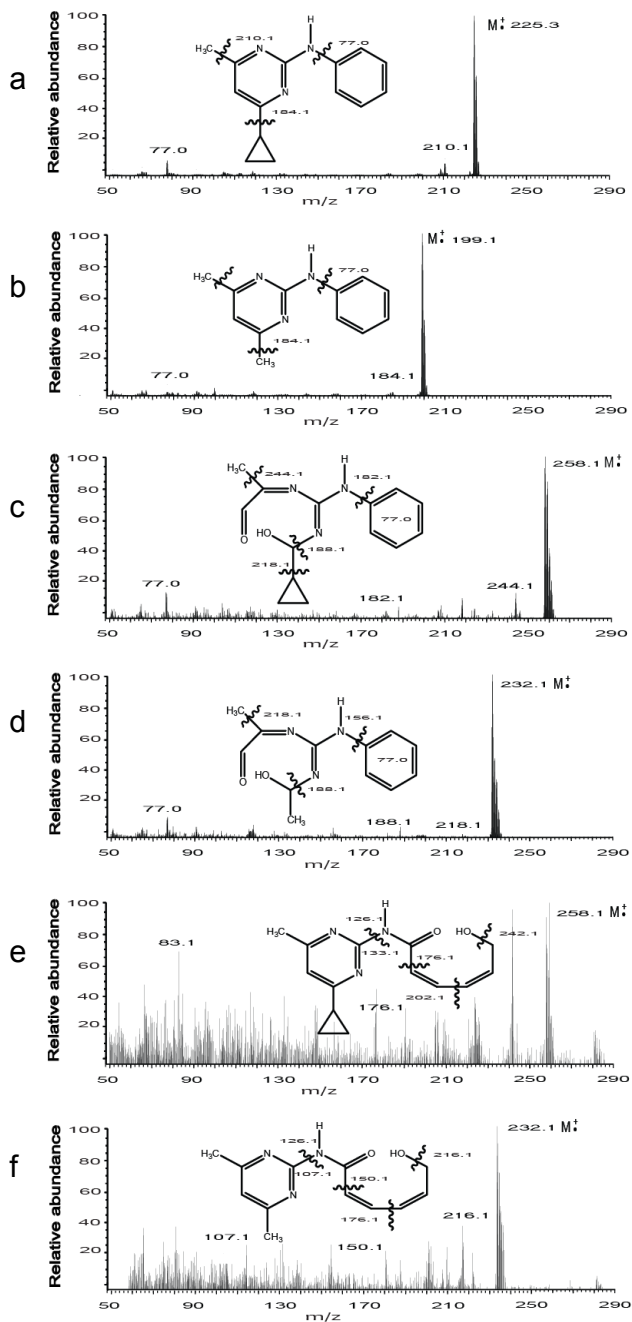 a
Relative abundance
100
80
60
40
20
H₃C
210.1
N
H
N
77.0
N
184.1
M⁺• 225.3
77.0
210.1
50 90 130 170 210 250 290
m/z
b
Relative abundance
100
80
60
40
20
H₃C
N
H
N
77.0
N
184.1
CH₃
M⁺• 199.1
77.0
184.1
50 90 130 170 210 250 290
m/z
c
Relative abundance
100
80
60
40
20
H₃C
244.1
N
H
N
182.1
77.0
O
HO
N
188.1
218.1
258.1 M⁺•
77.0
182.1
244.1
50 90 130 170 210 250 290
m/z
d
Relative abundance
100
80
60
40
20
H₃C
218.1
N
H
N
156.1
77.0
O
HO
N
188.1
CH₃
232.1 M⁺•
77.0
188.1
218.1
50 90 130 170 210 250 290
m/z
e
Relative abundance
100
80
60
40
20
H₃C
N
126.1
H
N
133.1
O
HO
242.1
N
176.1
202.1
258.1 M⁺•
83.1
176.1
50 90 130 170 210 250 290
m/z
f
Relative abundance
100
80
60
40
20
H₃C
N
126.1
H
N
107.1
O
HO
216.1
N
150.1
176.1
CH₃
232.1 M⁺•
107.1
150.1
216.1
50 90 130 170 210 250 290
m/z